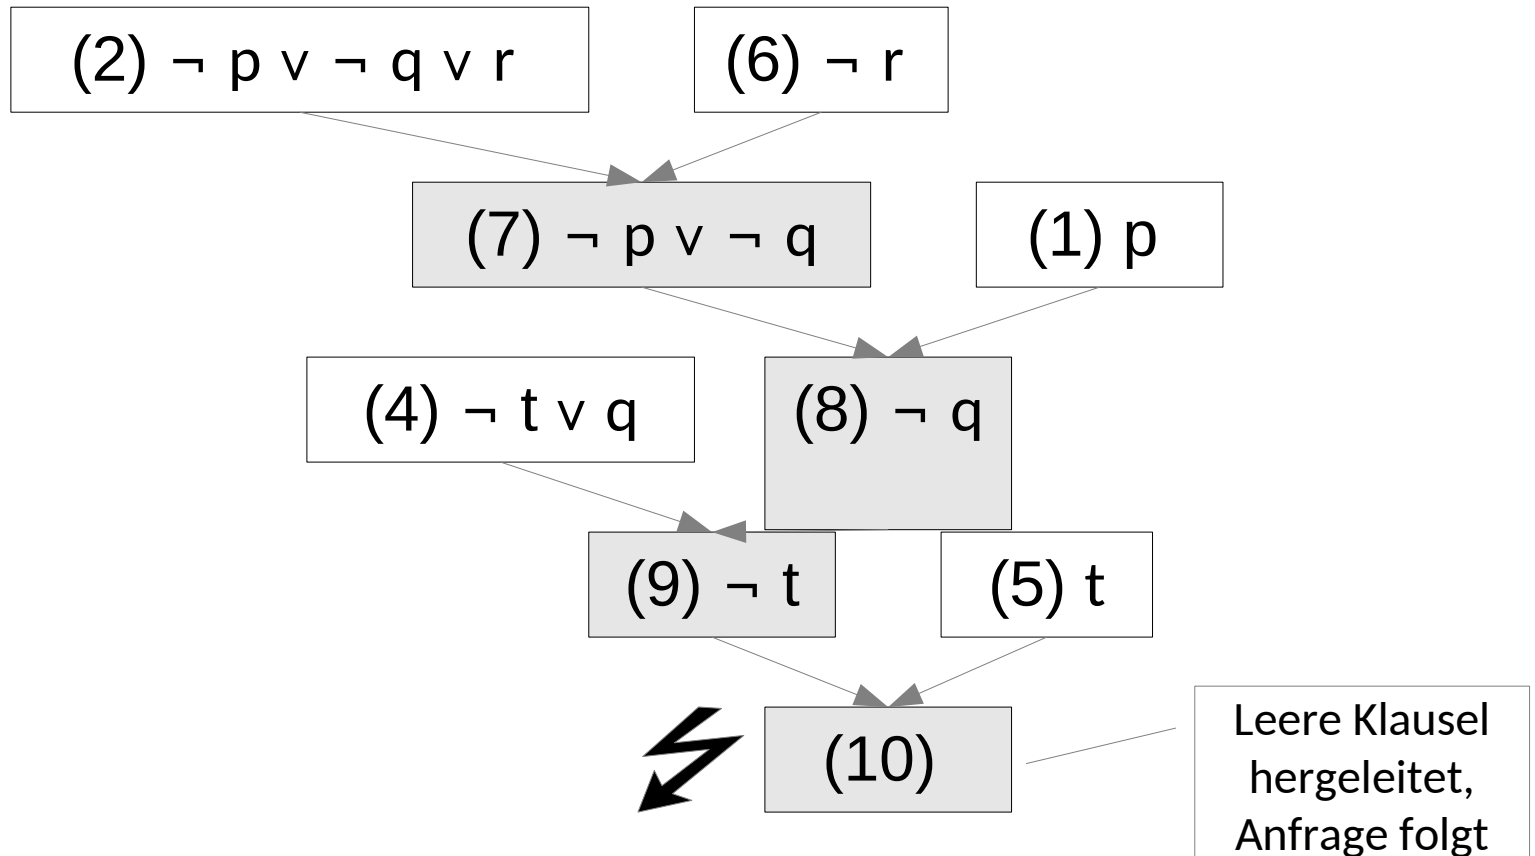 (2) ¬ p ∨ ¬ q ∨ r
(6) ¬ r
(7) ¬ p ∨ ¬ q
(1) p
(4) ¬ t ∨ q
(8) ¬ q
(9) ¬ t
(5) t
(10)
Leere Klausel
hergeleitet,
Anfrage folgt